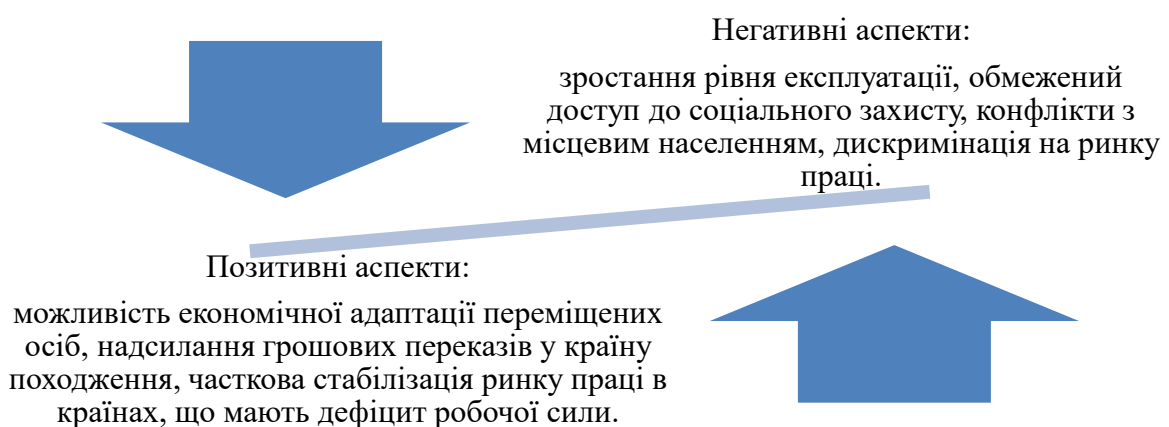 Негативні аспекти:
зростання рівня експлуатації, обмежений
доступ до соціального захисту, конфлікти з
місцевим населенням, дискримінація на ринку
праці.
Позитивні аспекти:
можливість економічної адаптації переміщених
осіб, надсилання грошових переказів у країну
походження, часткова стабілізація ринку праці в
країнах, що мають дефіцит робочої сили.